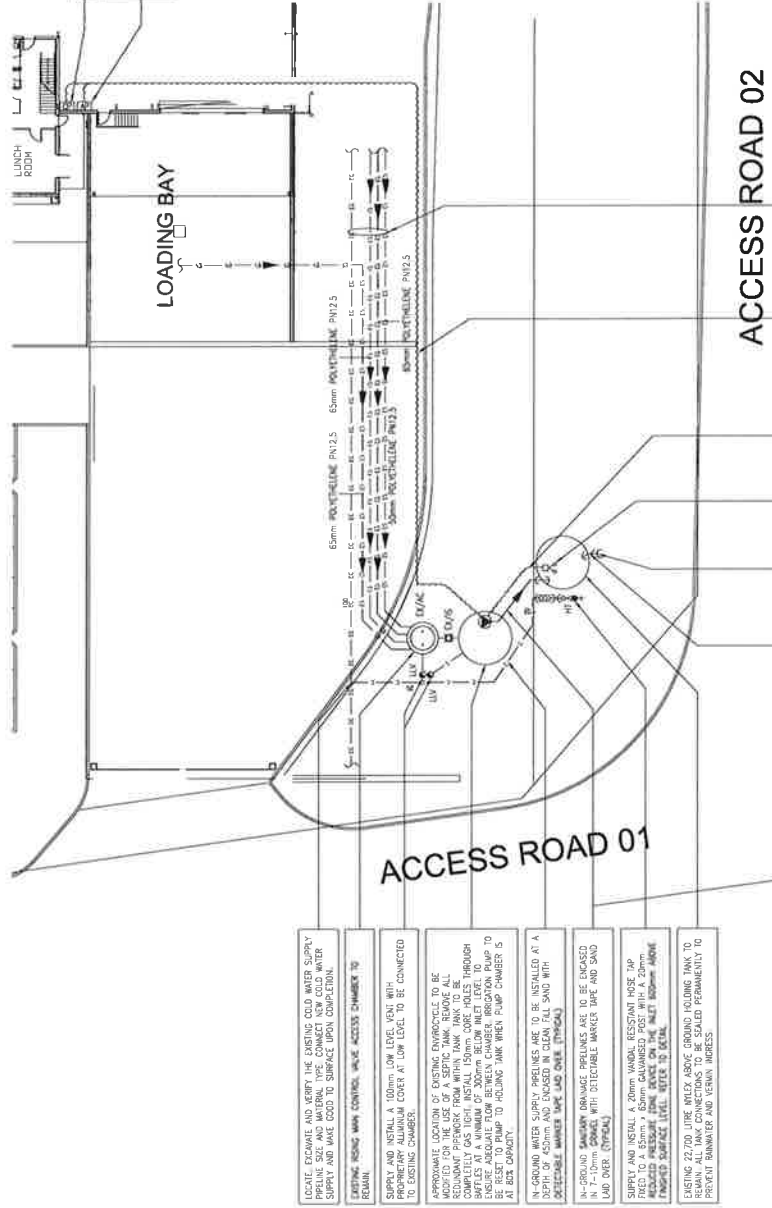 LUNCH
ROOM
LOADING BAY
65mm POLYETHELENE PN12.5
65mm POLYETHELENE PN12.5
65mm POLYETHELENE PN12.5
50mm POLYETHELENE PN12.5
100
EX/AC
EX/IS
LLV
LLV
HT
ACCESS ROAD 02
ACCESS ROAD 01
LOCATE, EXCAVATE AND VERIFY THE EXISTING COLD WATER SUPPLY
PIPELINE SIZE AND MATERIAL TYPE. CONNECT NEW COLD WATER
SUPPLY AND MAKE GOOD TO SURFACE UPON COMPLETION.
EXISTING RISING MAIN CONTROL VALVE ACCESS CHAMBER TO
REMAIN.
SUPPLY AND INSTALL A 100mm LOW LEVEL VENT WITH
PROPRIETARY ALUMINIUM COVER AT LOW LEVEL TO BE CONNECTED
TO EXISTING CHAMBER.
APPROXIMATE LOCATION OF EXISTING ENVIROCYCLE TO BE
MODIFIED FOR THE USE OF A SEPTIC TANK. REMOVE ALL
REDUNDANT PIPEWORK FROM WITHIN TANK. TANK TO BE
COMPLETELY GAS TIGHT. INSTALL 150mm CORE HOLES THROUGH
BAFFLES AT A MINIMUM OF 300mm BELOW INLET LEVEL TO
ENSURE ADEQUATE FLOW BETWEEN CHAMBER. IRRIGATION PUMP TO
BE RESET TO PUMP TO HOLDING TANK WHEN PUMP CHAMBER IS
AT 80% CAPACITY.
IN-GROUND WATER SUPPLY PIPELINES ARE TO BE INSTALLED AT A
DEPTH OF 450mm AND ENCASED IN CLEAN FILL SAND WITH
DETECTABLE MARKER TAPE LAID OVER. (TYPICAL)
IN-GROUND SANITARY DRAINAGE PIPELINES ARE TO BE ENCASED
IN 7-10mm GRAVEL WITH DETECTABLE MARKER TAPE AND SAND
LAID OVER. (TYPICAL)
SUPPLY AND INSTALL A 20mm VANDAL RESISTANT HOSE TAP
FIXED TO A 65mm x 65mm GALVANISED POST WITH A 20mm
REDUCED PRESSURE ZONE DEVICE ON THE INLET 600mm ABOVE
FINISHED SURFACE LEVEL. REFER TO DETAIL
EXISTING 22,700 LITRE NYLEX ABOVE GROUND HOLDING TANK TO
REMAIN. ALL TANK CONNECTIONS TO BE SEALED PERMANENTLY TO
PREVENT RAINWATER AND VERMIN INGRESS.